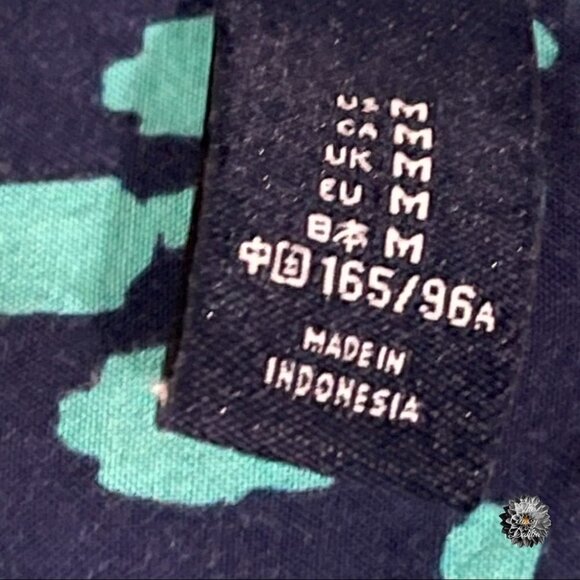 US M
CA M
UK M
EU M
日本 M
中国 165/96A
MADE IN
INDONESIA